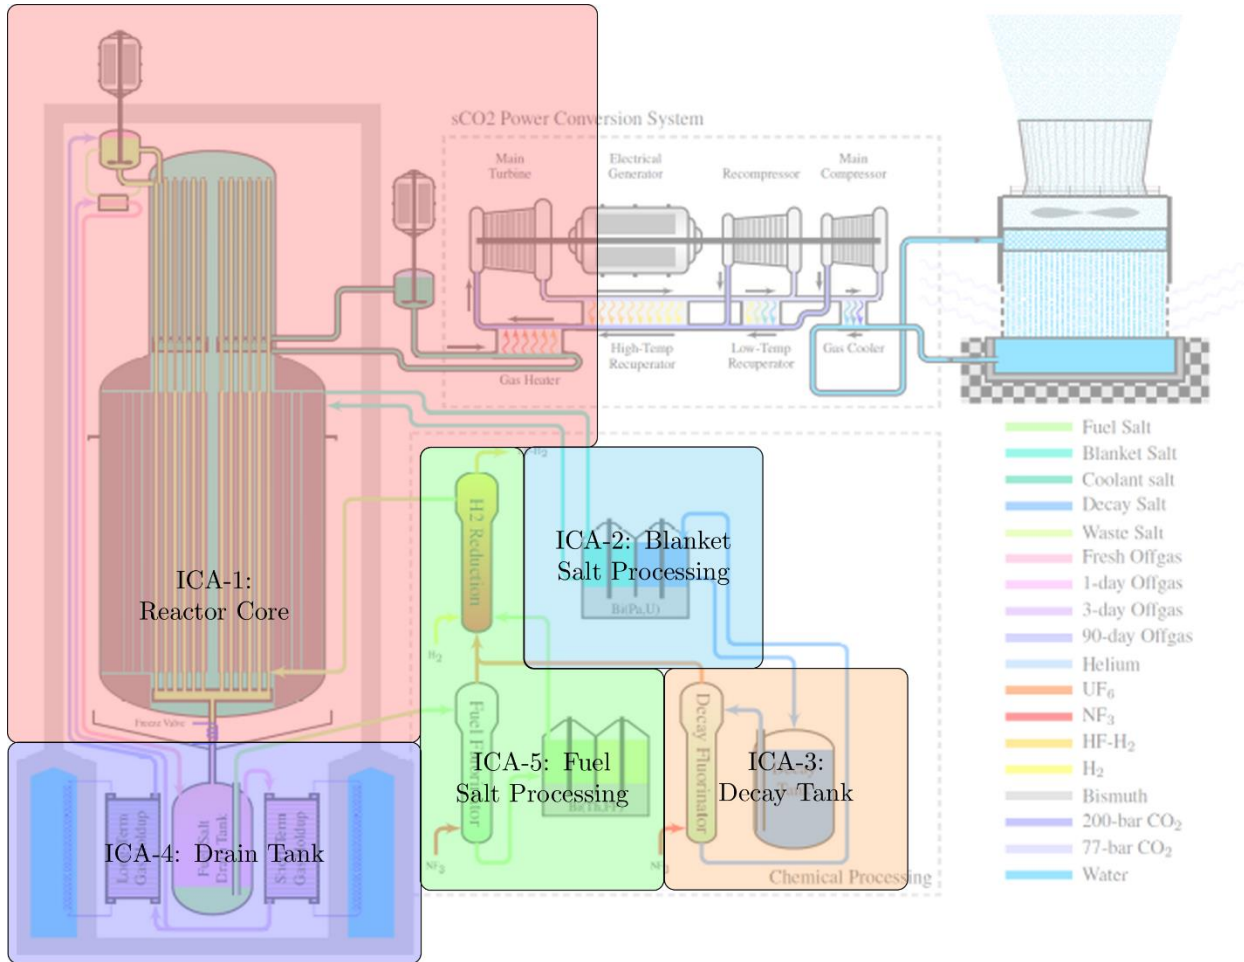 sCO2 Power Conversion System
Main
Turbine
Electrical
Generator
Recompressor
Main
Compressor
High-Temp
Recuperator
Low-Temp
Recuperator
Gas Cooler
Gas Heater
Fuel Salt
Blanket Salt
Coolant salt
Decay Salt
Waste Salt
Fresh Offgas
1-day Offgas
3-day Offgas
90-day Offgas
Helium
UF₆
NF₃
HF-H₂
H₂
Bismuth
200-bar CO₂
77-bar CO₂
Water
H2 Reduction
ICA-2: Blanket
Salt Processing
Bi(Pa,U)
ICA-1:
Reactor Core
H₂
Freeze Valve
Fuel Fluorinator
Decay Fluorinator
ICA-5: Fuel
Salt Processing
ICA-3:
Decay Tank
NF₃
ICA-4: Drain Tank
Chemical Processing